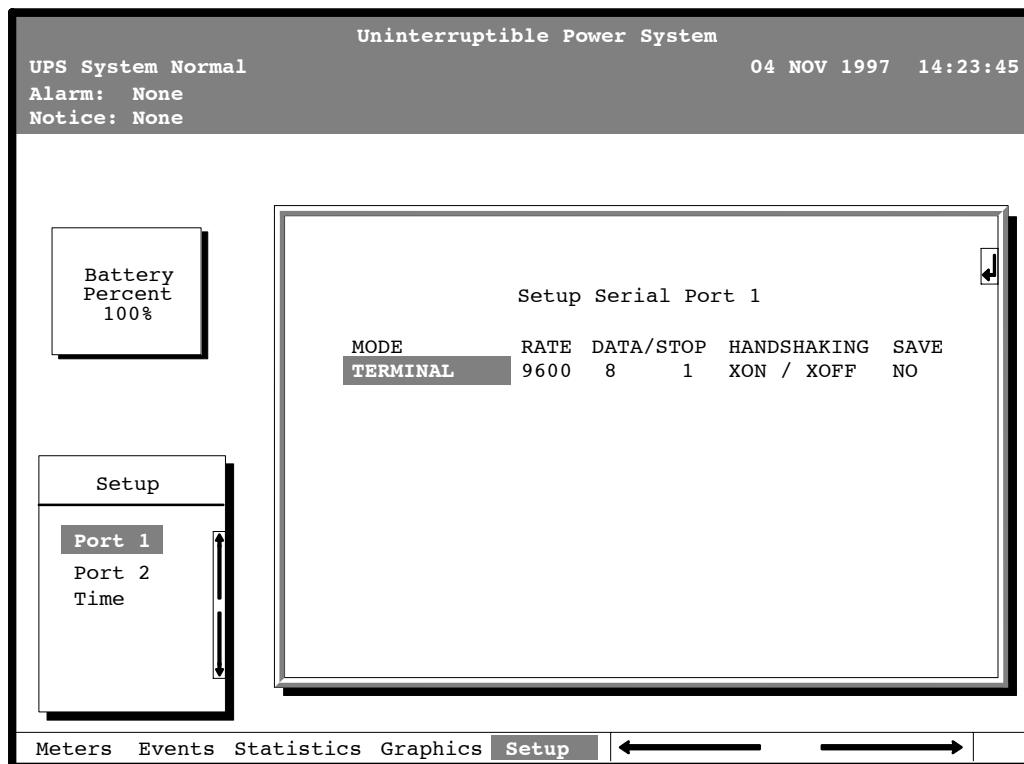 Uninterruptible Power System
UPS System Normal 04 NOV 1997 14:23:45
Alarm: None
Notice: None
Battery
Percent
100%
Setup Serial Port 1
MODE RATE DATA/STOP HANDSHAKING SAVE
TERMINAL 9600 8 1 XON / XOFF NO
Setup
Port 1
Port 2
Time
Meters Events Statistics Graphics Setup